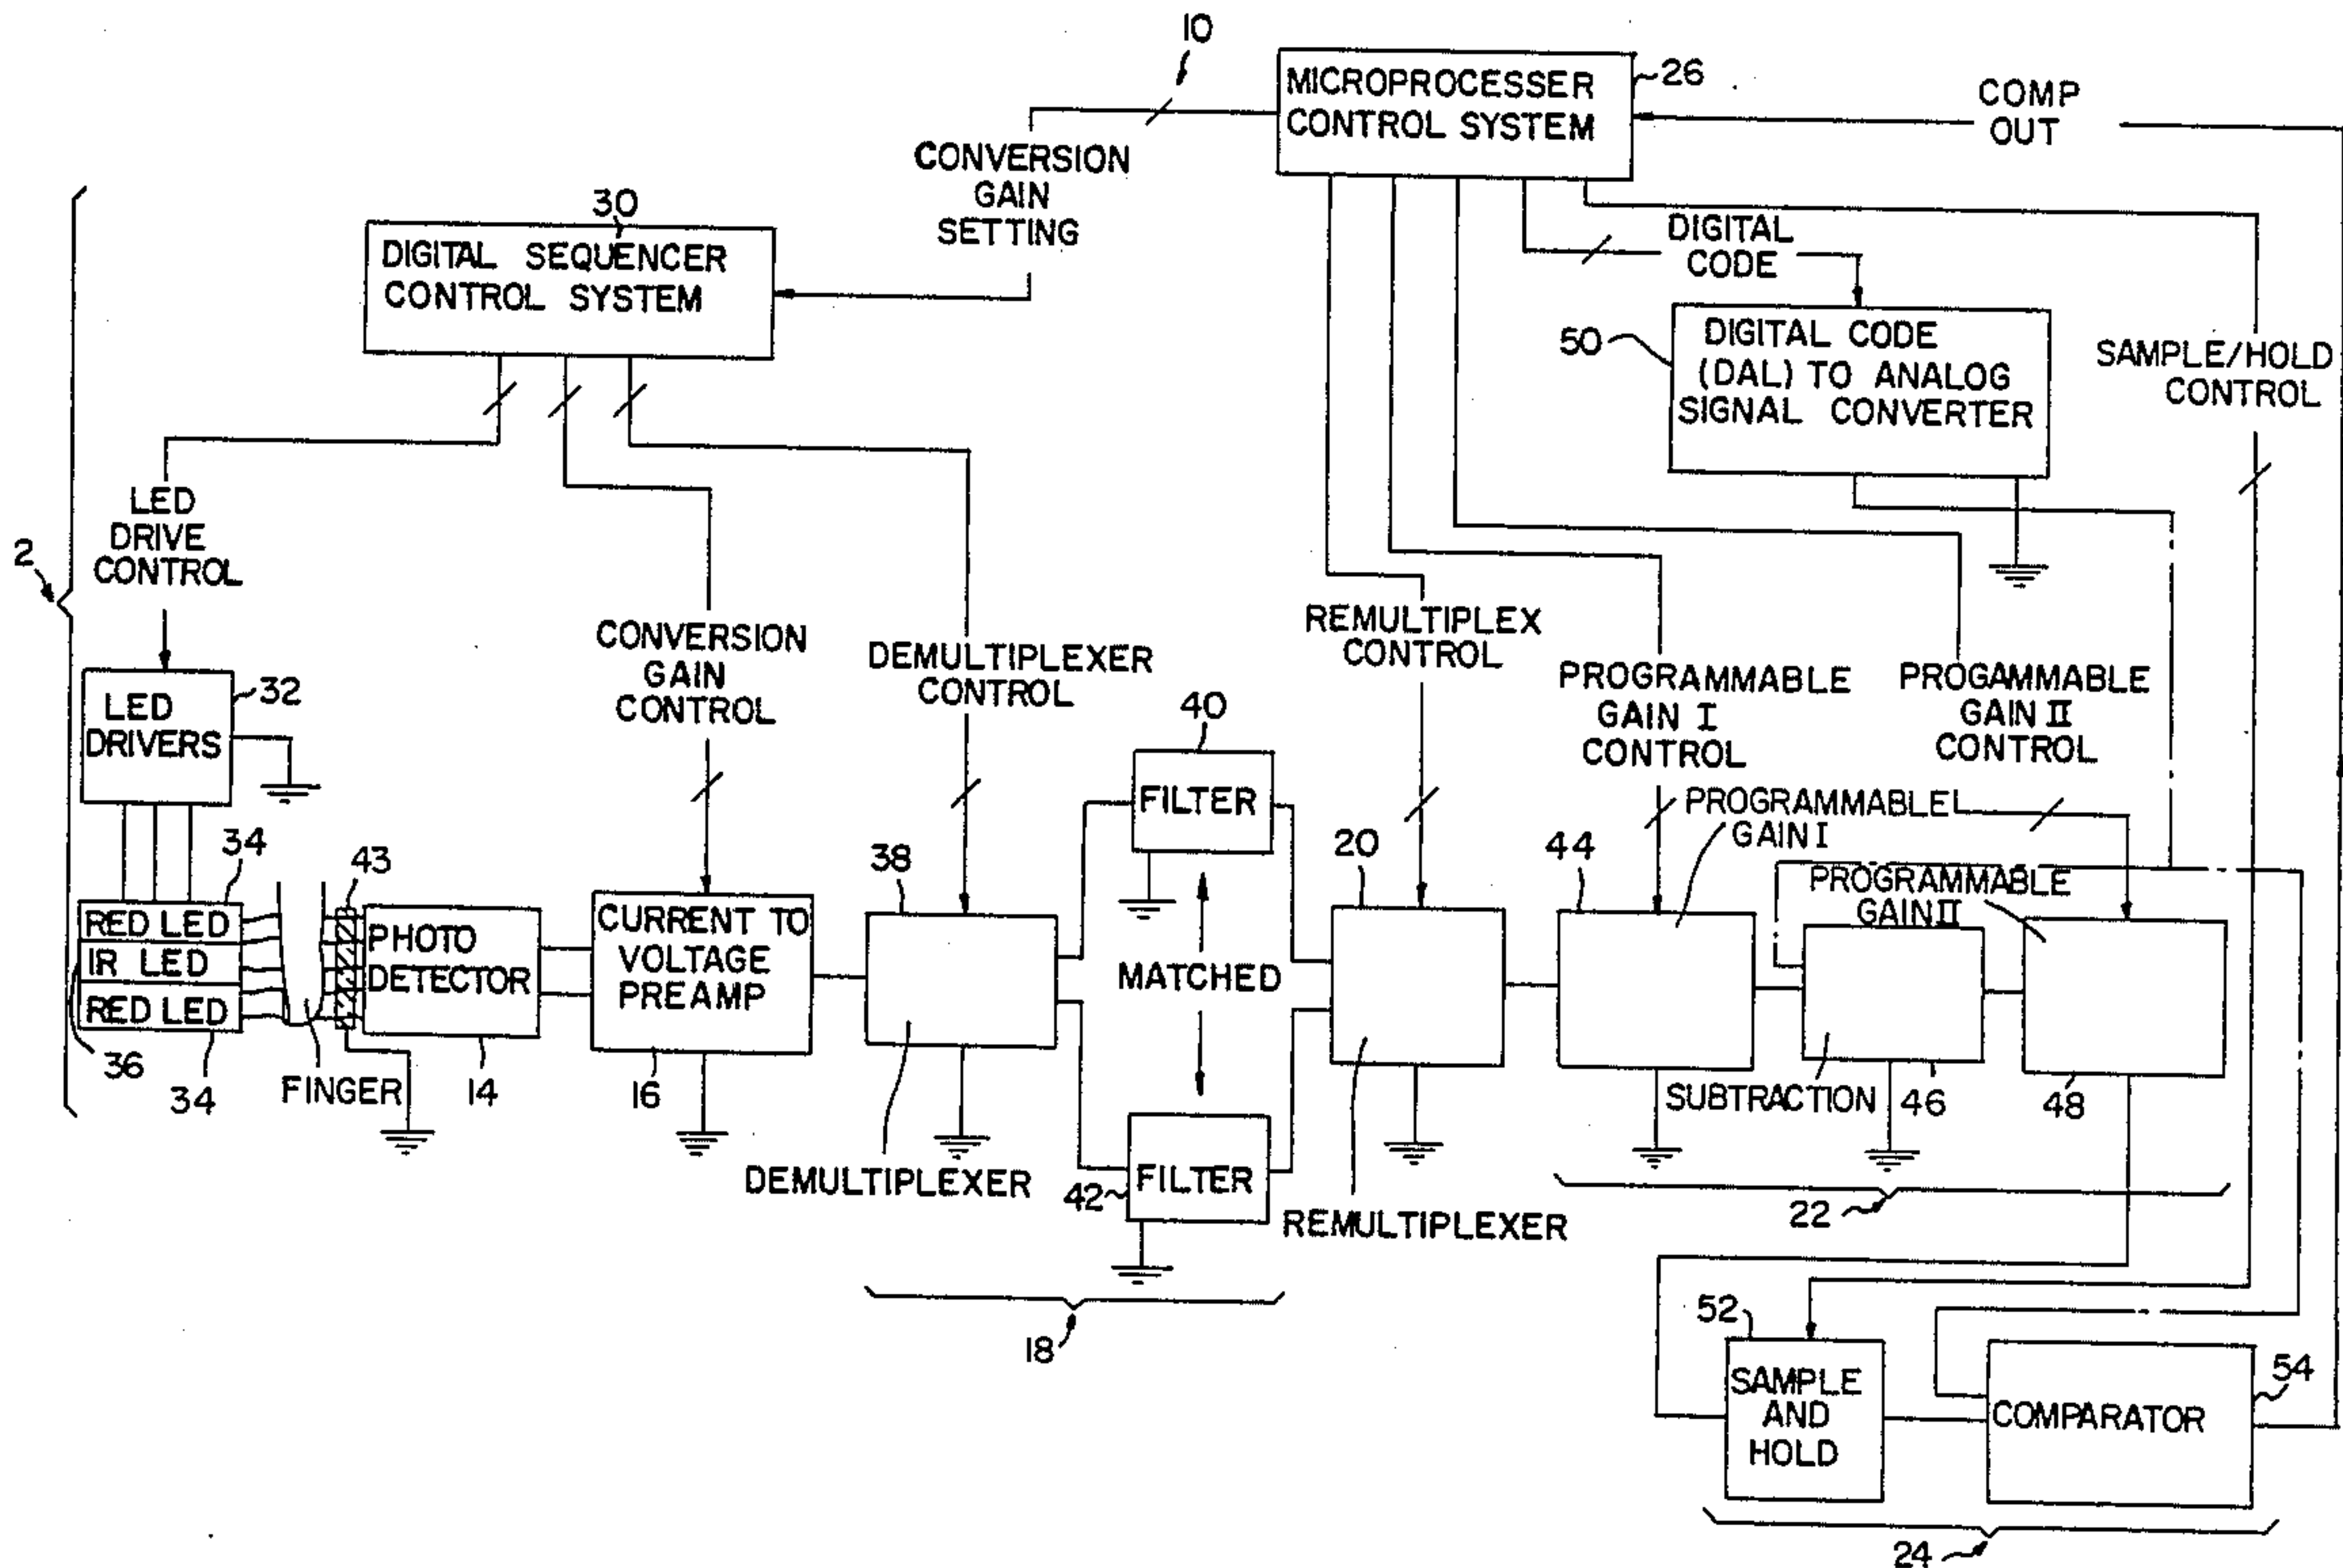 10
MICROPROCESSER
CONTROL SYSTEM
26
COMP
OUT
CONVERSION
GAIN
SETTING
30
DIGITAL SEQUENCER
CONTROL SYSTEM
DIGITAL
CODE
50
DIGITAL CODE
(DAL) TO ANALOG
SIGNAL CONVERTER
SAMPLE/HOLD
CONTROL
2
LED
DRIVE
CONTROL
CONVERSION
GAIN
CONTROL
DEMULTIPLEXER
CONTROL
REMULTIPLEX
CONTROL
PROGRAMMABLE
GAIN I
CONTROL
PROGAMMABLE
GAIN II
CONTROL
LED
DRIVERS
32
40
FILTER
PROGRAMMABLE
GAIN I
34
43
38
20
44
PROGRAMMABLE
GAIN II
RED LED
IR LED
RED LED
PHOTO
DETECTOR
CURRENT TO
VOLTAGE
PREAMP
MATCHED
36
34
FINGER
14
16
SUBTRACTION
46
48
DEMULTIPLEXER
42
FILTER
REMULTIPLEXER
22
18
52
SAMPLE
AND
HOLD
COMPARATOR
54
24